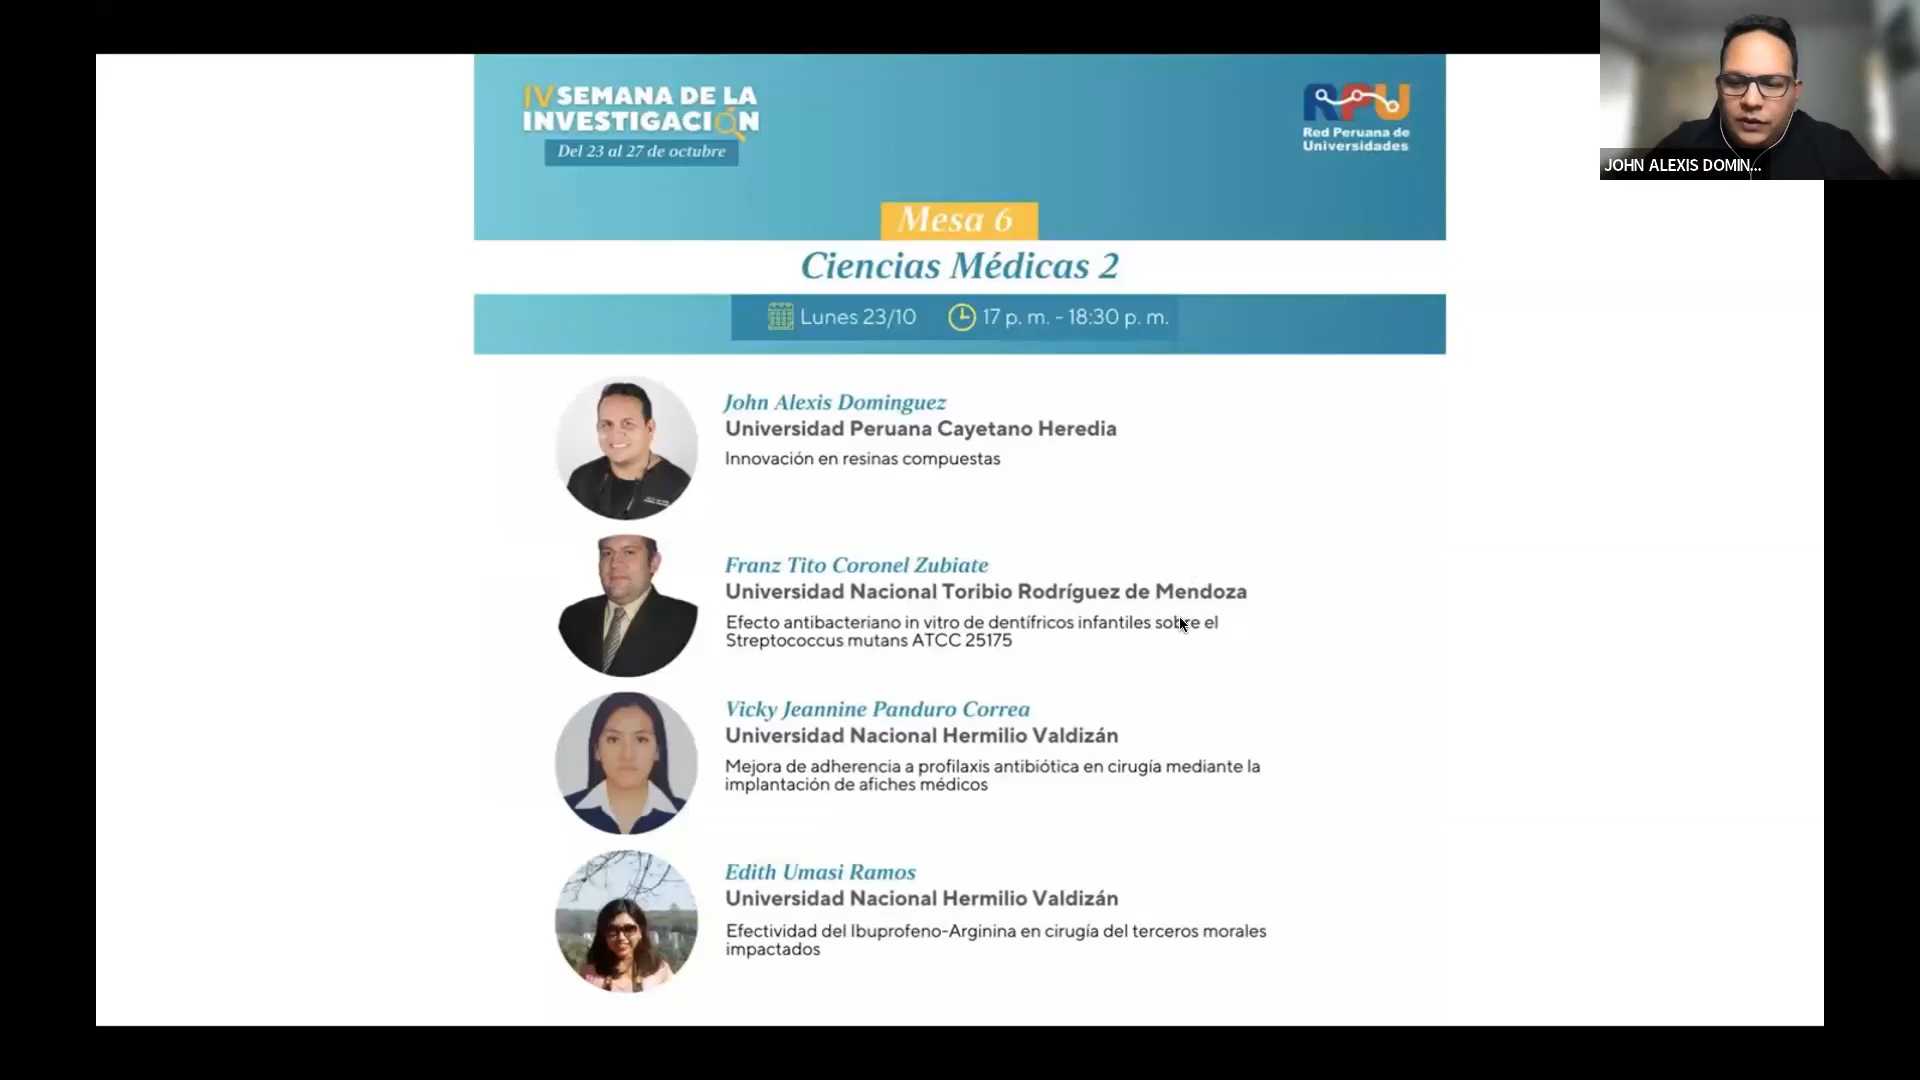 IV SEMANA DE LA
INVESTIGACIÓN
Del 23 al 27 de octubre
RPU
Red Peruana de
Universidades
JOHN ALEXIS DOMIN...
Mesa 6
Ciencias Médicas 2
Lunes 23/10
17 p. m. - 18:30 p. m.
John Alexis Dominguez
Universidad Peruana Cayetano Heredia
Innovación en resinas compuestas
Franz Tito Coronel Zubiate
Universidad Nacional Toribio Rodríguez de Mendoza
Efecto antibacteriano in vitro de dentífricos infantiles sobre el
Streptococcus mutans ATCC 25175
Vicky Jeannine Panduro Correa
Universidad Nacional Hermilio Valdizán
Mejora de adherencia a profilaxis antibiótica en cirugía mediante la
implantación de afiches médicos
Edith Umasi Ramos
Universidad Nacional Hermilio Valdizán
Efectividad del Ibuprofeno-Arginina en cirugía del terceros morales
impactados